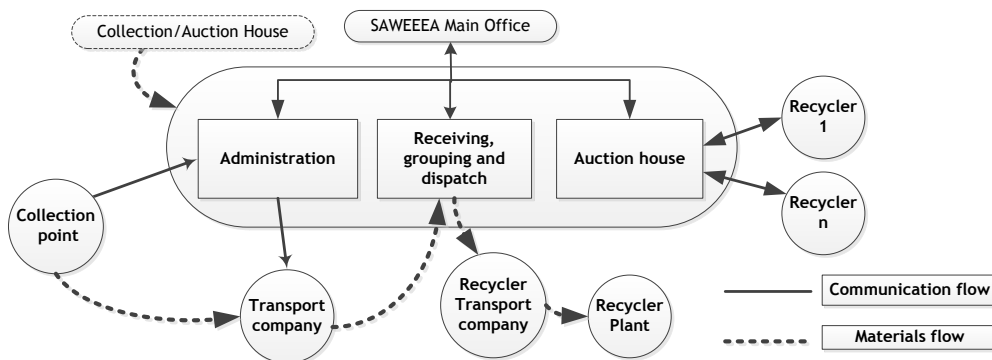 Collection/Auction House
SAWEEEA Main Office
Administration
Receiving,
grouping and
dispatch
Auction house
Recycler
1
Recycler
n
Collection
point
Transport
company
Recycler
Transport
company
Recycler
Plant
Communication flow
Materials flow